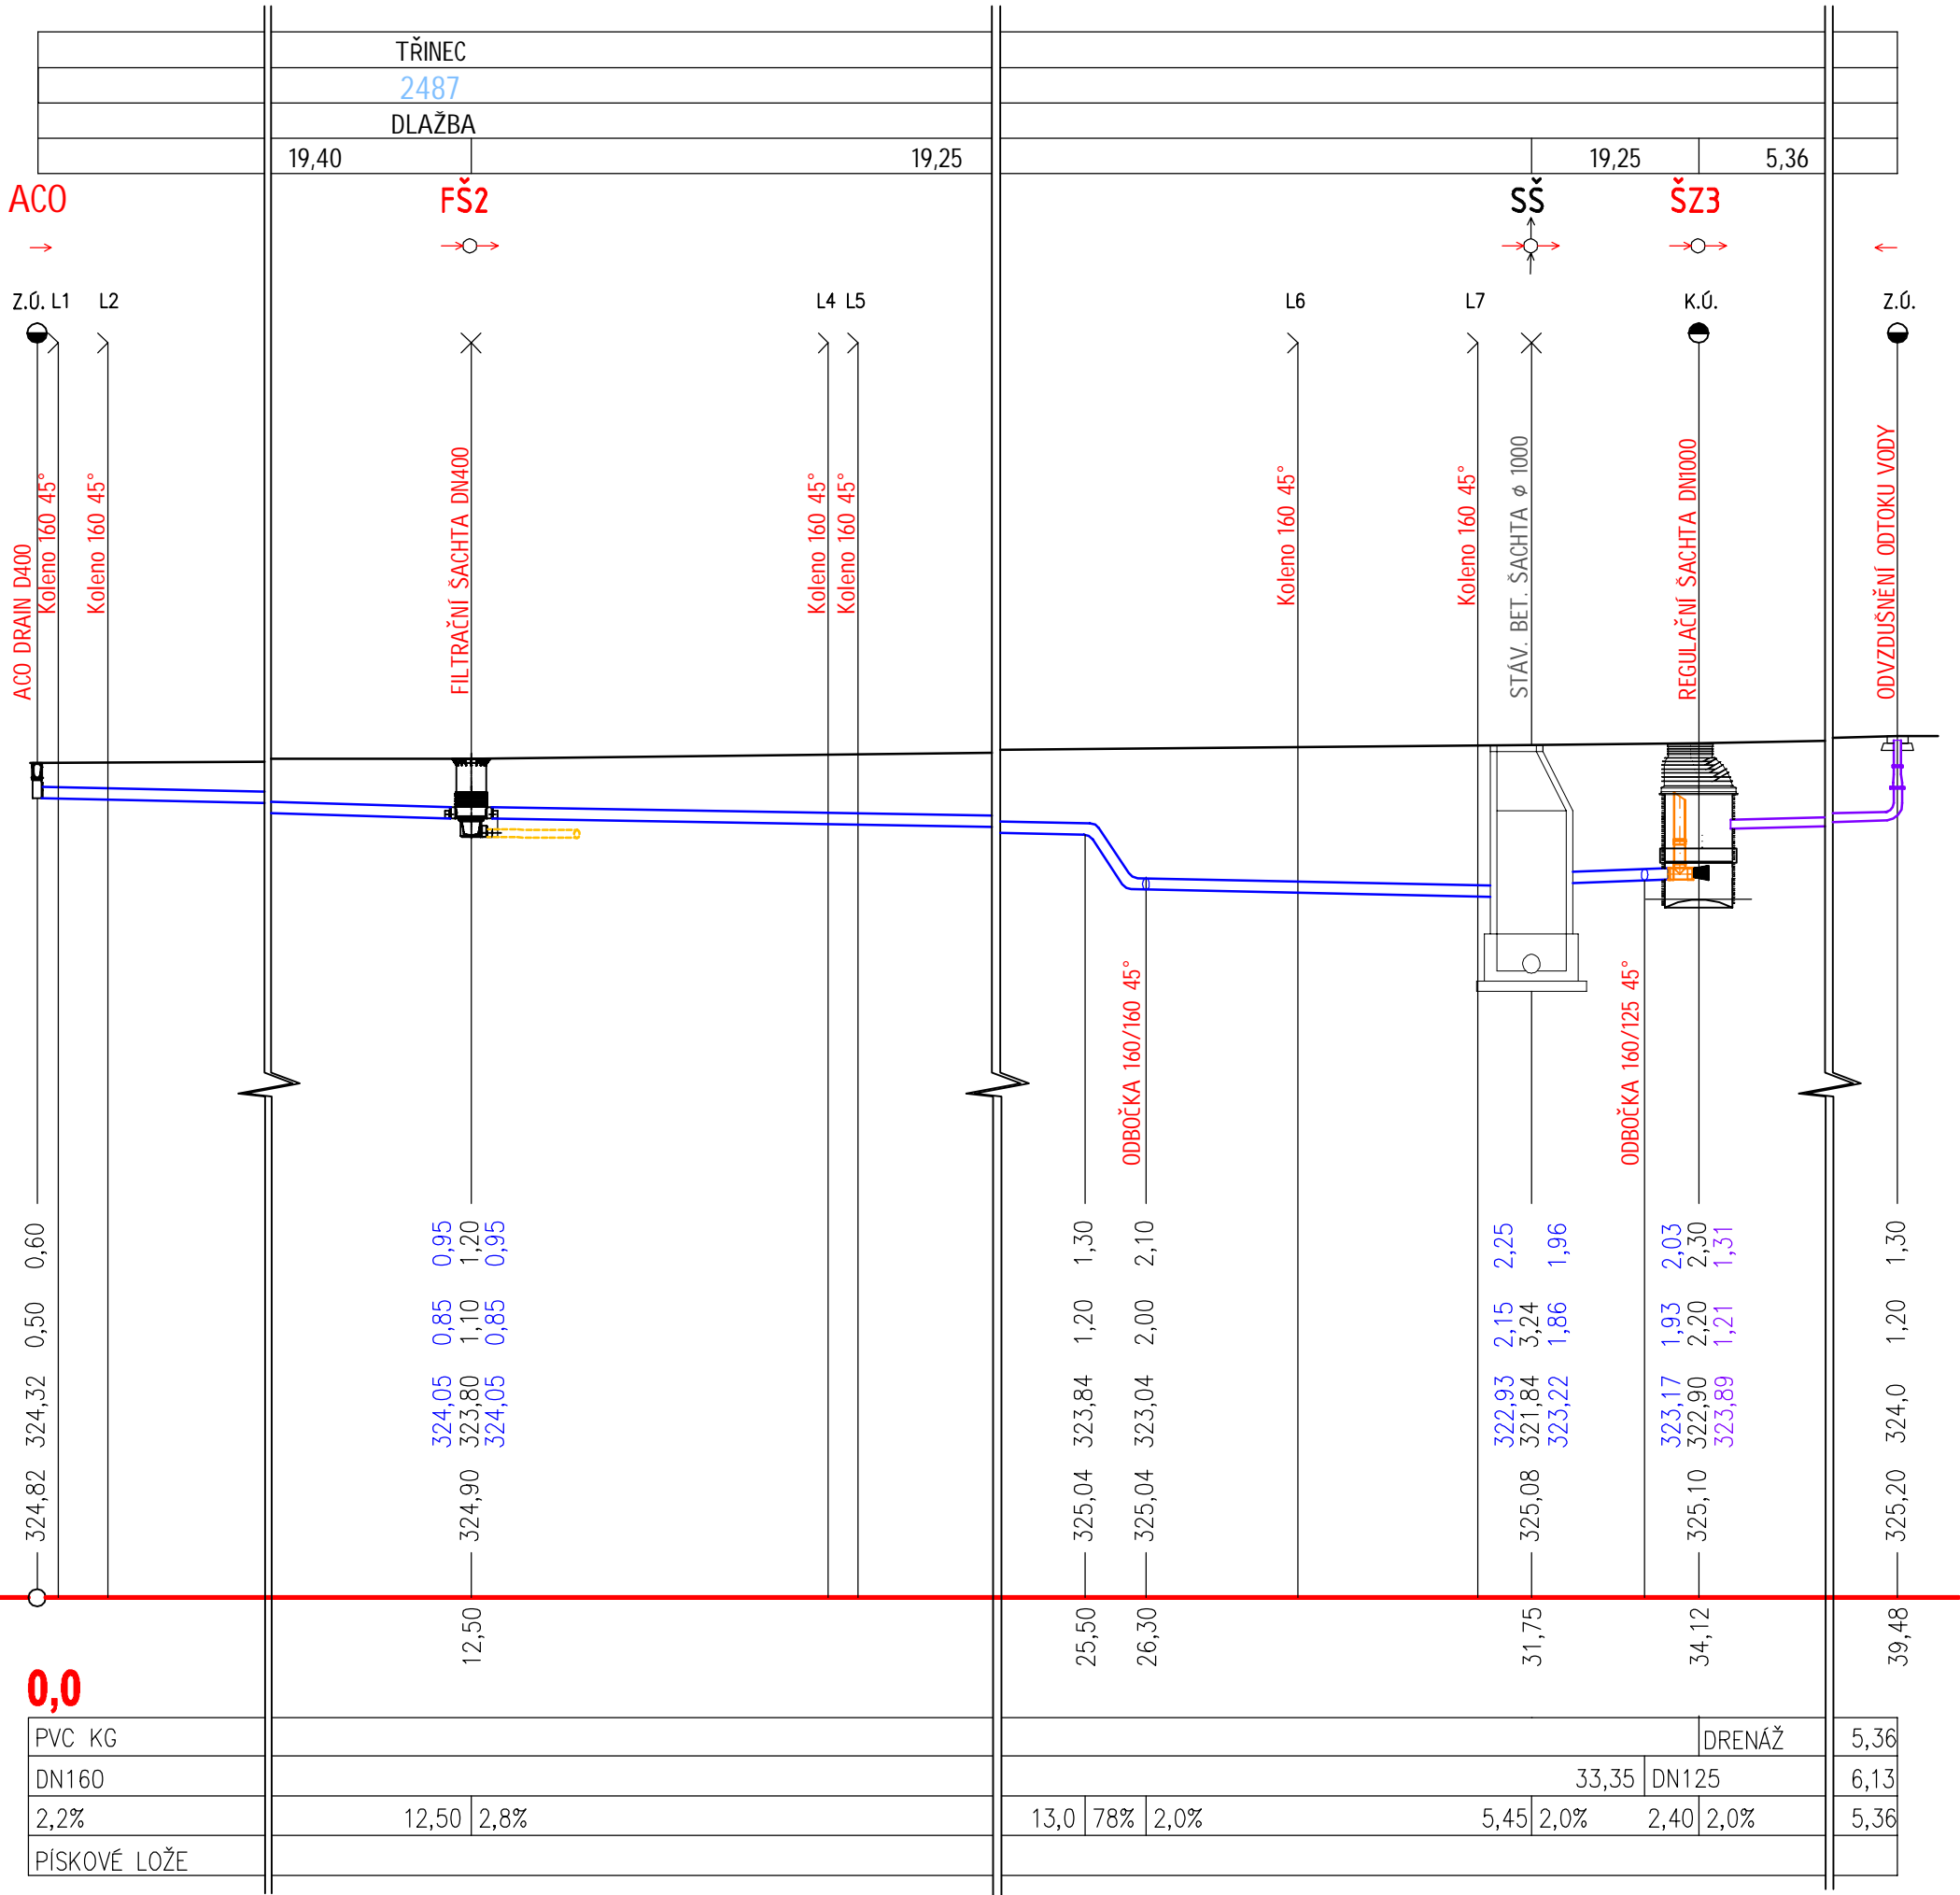 TŘINEC
2487
DLAŽBA
19,40 19,25 19,25 5,36
ACO FŠ2 SŠ ŠZ3
Z.Ú. L1 L2 L4 L5 L6 L7 K.Ú. Z.Ú.
ACO DRAIN D400
Koleno 160 45°
Koleno 160 45°
FILTRAČNÍ ŠACHTA DN400
Koleno 160 45°
Koleno 160 45°
Koleno 160 45°
Koleno 160 45°
STÁV. BET. ŠACHTA ϕ 1000
REGULAČNÍ ŠACHTA DN1000
ODVZDUŠNĚNÍ ODTOKU VODY
ODBOČKA 160/160 45°
ODBOČKA 160/125 45°
324,82 324,32 0,50 0,60
324,05 0,85 0,95
324,90 323,80 1,10 1,20
324,05 0,85 0,95
325,04 323,84 1,20 1,30
325,04 323,04 2,00 2,10
322,93 2,15 2,25
325,08 321,84 3,24
323,22 1,86 1,96
323,17 1,93 2,03
325,10 322,90 2,20 2,30
323,89 1,21 1,31
325,20 324,0 1,20 1,30
12,50 25,50 26,30 31,75 34,12 39,48
0,0
PVC KG DRENÁŽ 5,36
DN160 33,35 DN125 6,13
2,2% 12,50 2,8% 13,0 78% 2,0% 5,45 2,0% 2,40 2,0% 5,36
PÍSKOVÉ LOŽE